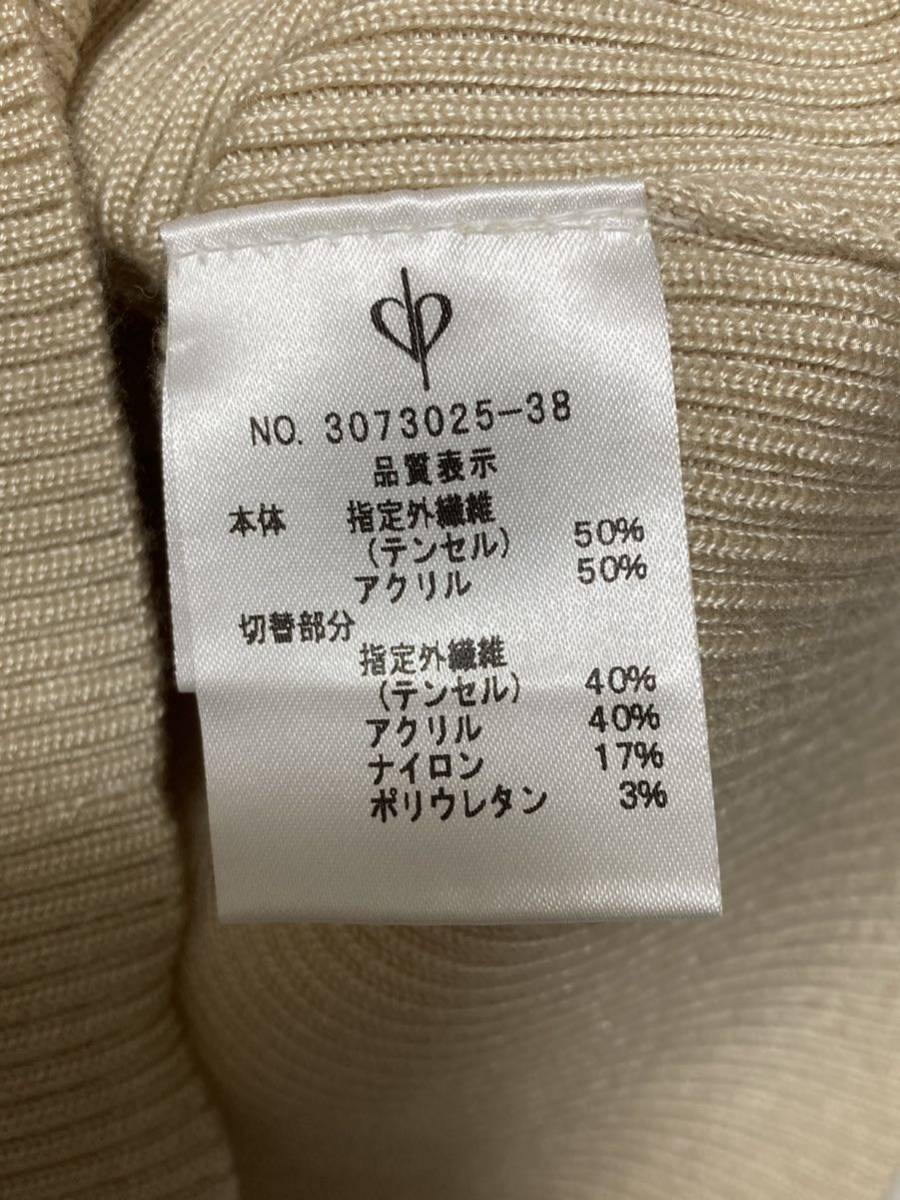 NO. 3073025-38
品質表示
本体 指定外繊維
(テンセル) 50%
アクリル 50%
切替部分
指定外繊維
(テンセル) 40%
アクリル 40%
ナイロン 17%
ポリウレタン 3%